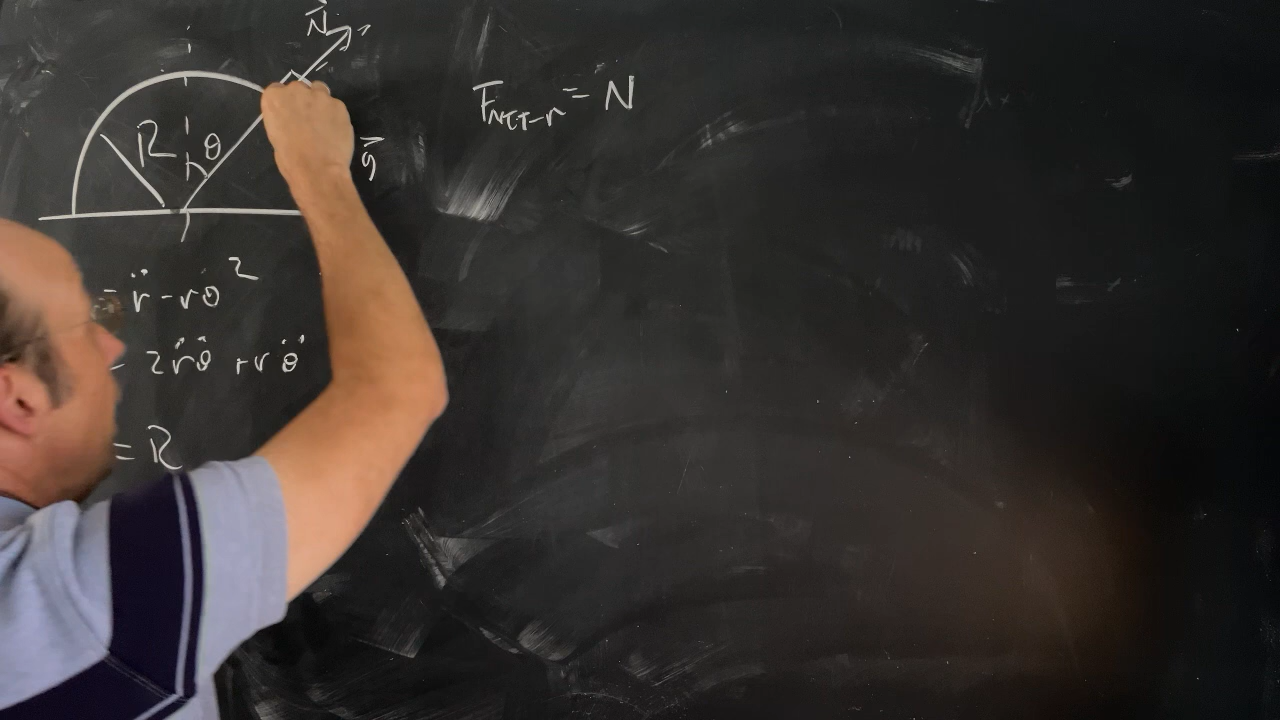 N⃗
F_NET-r = N
R θ
g⃗
= r̈ - rθ̇²
= 2ṙθ̇ + rθ̈
= R